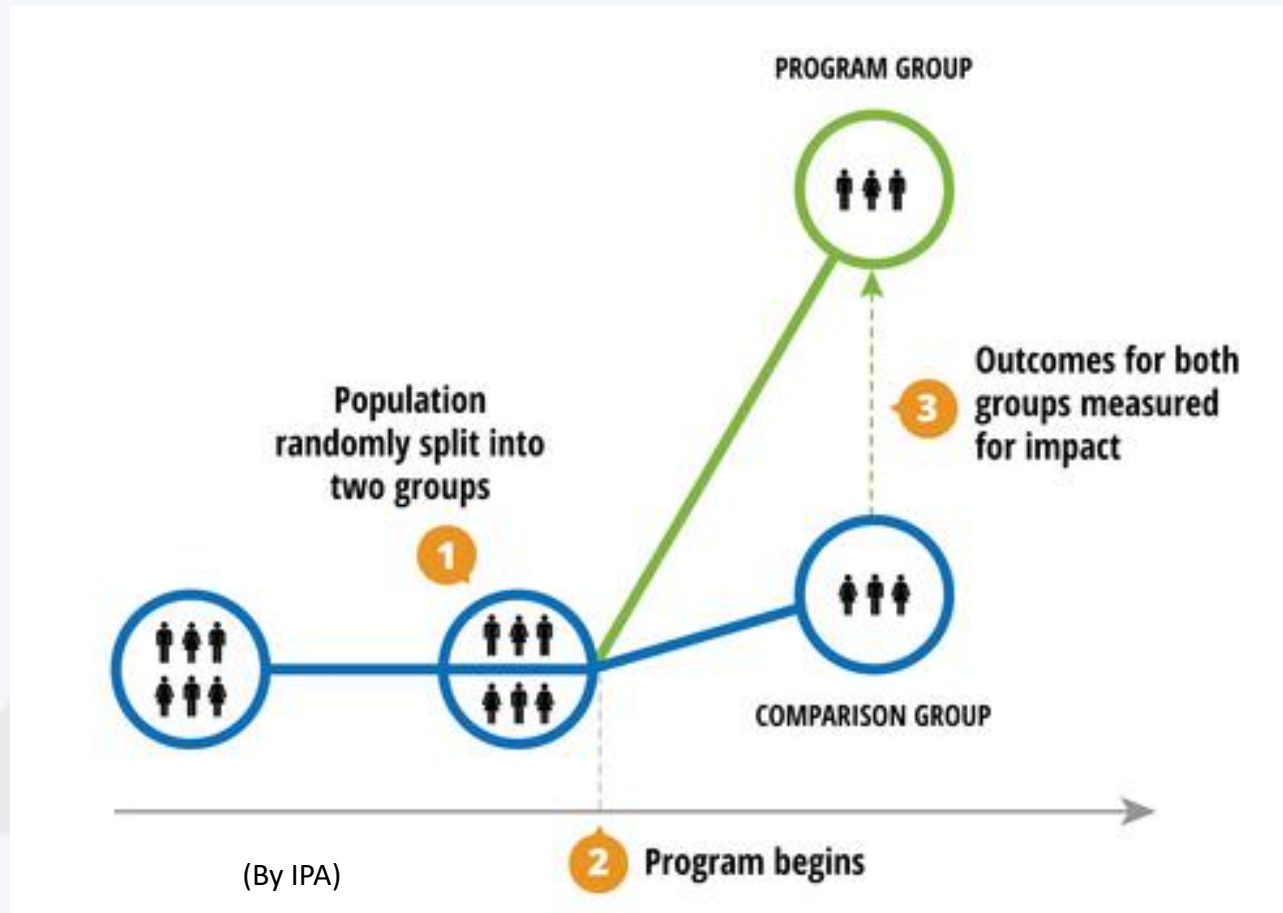 PROGRAM GROUP
Population
randomly split into
two groups
1
3
Outcomes for both
groups measured
for impact
COMPARISON GROUP
2
Program begins
(By IPA)